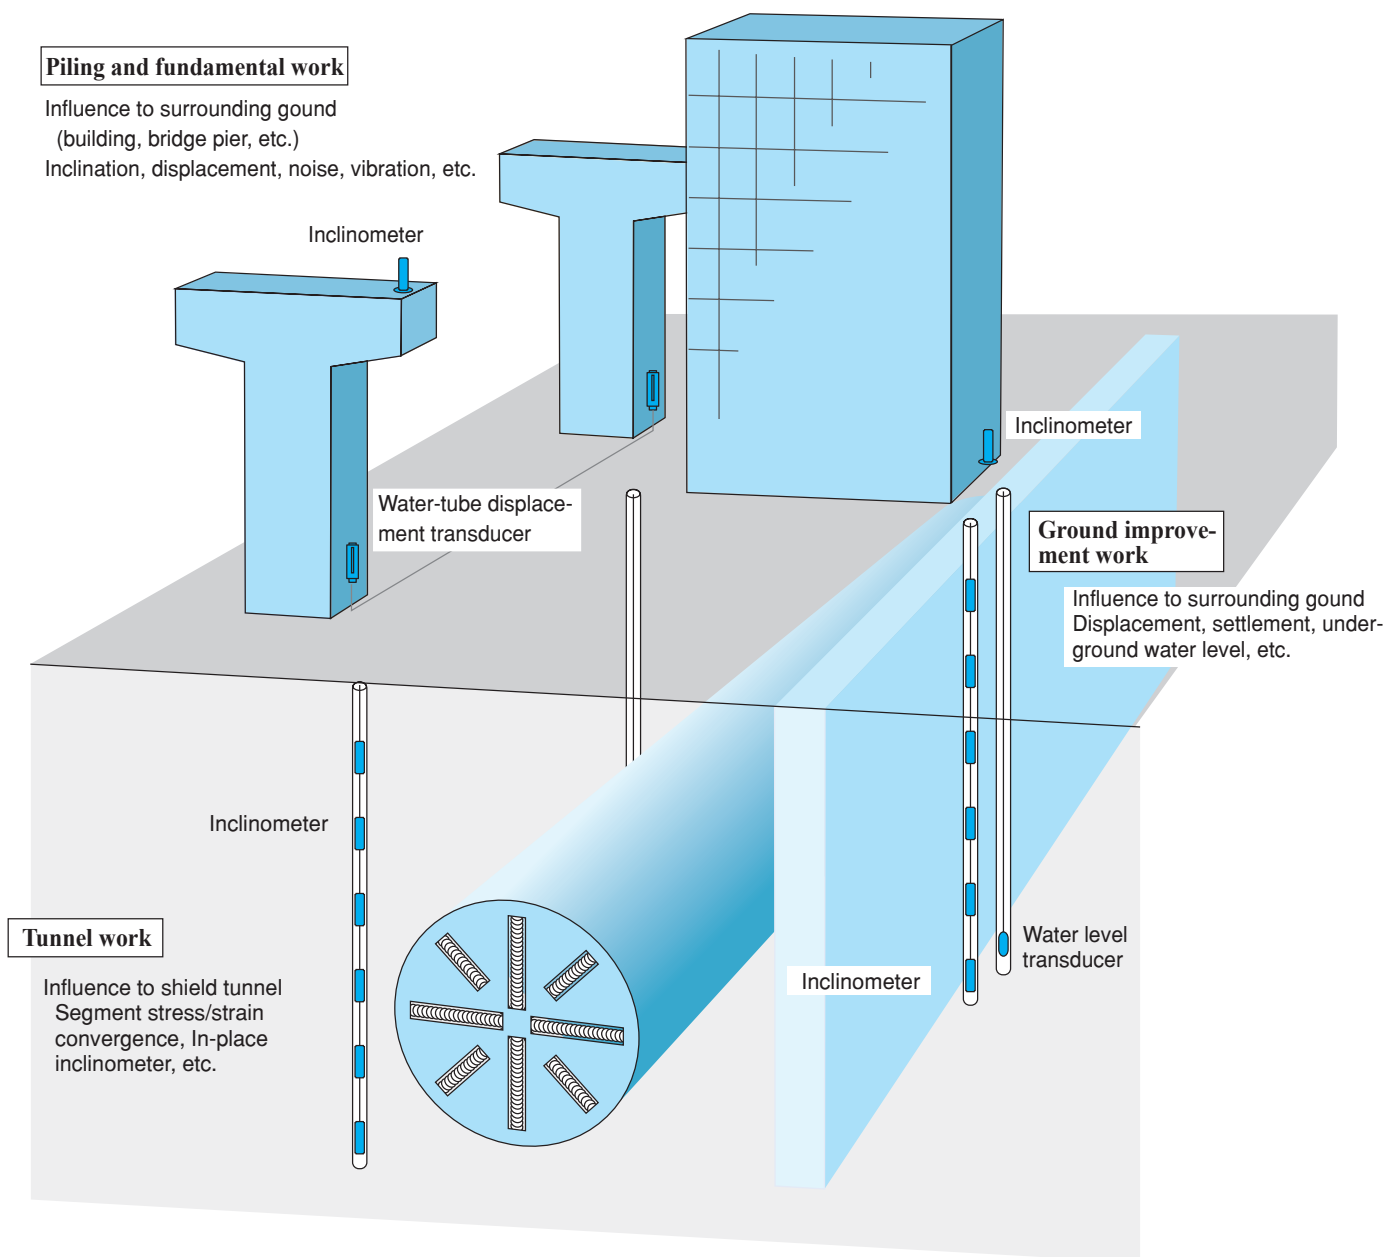 Piling and fundamental work
Influence to surrounding gound
(building, bridge pier, etc.)
Inclination, displacement, noise, vibration, etc.
Inclinometer
Inclinometer
Water-tube displace-
ment transducer
Ground improve-
ment work
Influence to surrounding gound
Displacement, settlement, under-
ground water level, etc.
Inclinometer
Tunnel work
Influence to shield tunnel
Segment stress/strain
convergence, In-place
inclinometer, etc.
Water level
transducer
Inclinometer